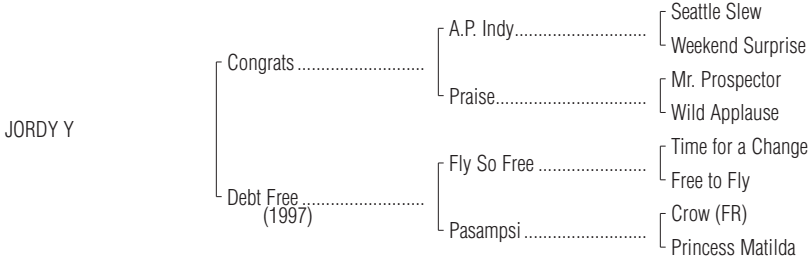 Seattle Slew
A.P. Indy
Weekend Surprise
Congrats
Mr. Prospector
Praise
Wild Applause
JORDY Y
Time for a Change
Fly So Free
Free to Fly
Debt Free
(1997)
Crow (FR)
Pasampsi
Princess Matilda